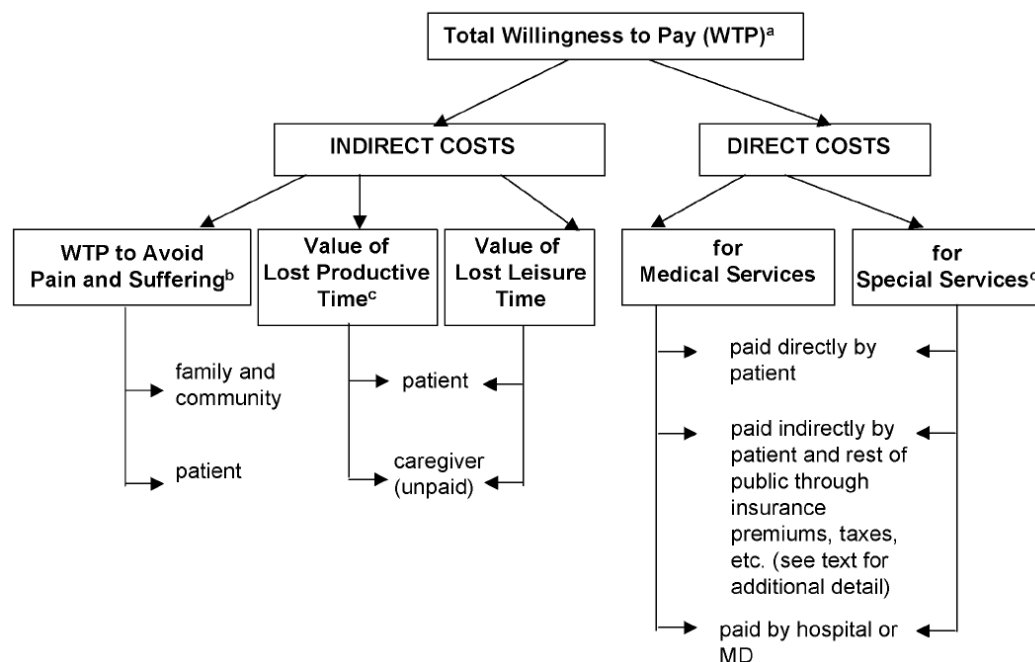 Total Willingness to Pay (WTP)ᵃ
INDIRECT COSTS
DIRECT COSTS
WTP to Avoid
Pain and Sufferingᵇ
Value of
Lost Productive
Timeᶜ
Value of
Lost Leisure
Time
for
Medical Services
for
Special Servicesᵈ
family and
community
patient
patient
caregiver
(unpaid)
paid directly by
patient
paid indirectly by
patient and rest of
public through
insurance
premiums, taxes,
etc. (see text for
additional detail)
paid by hospital or
MD